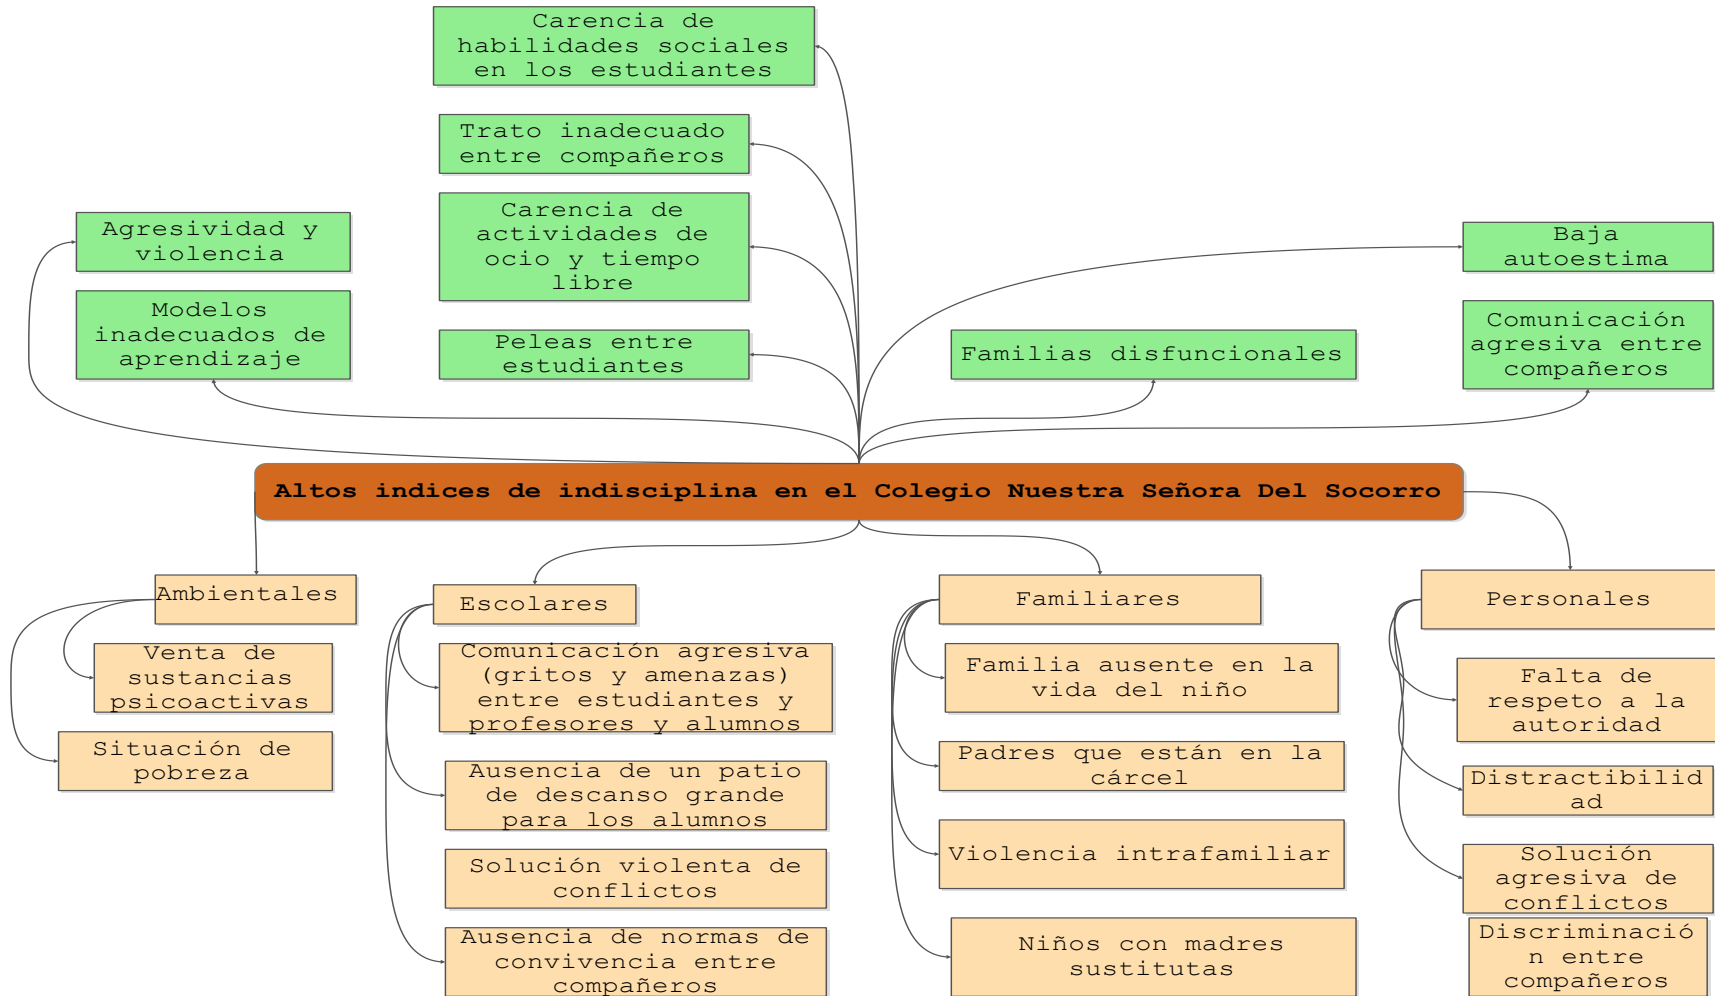 Carencia de
habilidades sociales
en los estudiantes
Trato inadecuado
entre compañeros
Carencia de
actividades de
ocio y tiempo
libre
Peleas entre
estudiantes
Agresividad y
violencia
Modelos
inadecuados de
aprendizaje
Familias disfuncionales
Baja
autoestima
Comunicación
agresiva entre
compañeros
Altos indices de indisciplina en el Colegio Nuestra Señora Del Socorro
Ambientales
Venta de
sustancias
psicoactivas
Situación de
pobreza
Escolares
Comunicación agresiva
(gritos y amenazas)
entre estudiantes y
profesores y alumnos
Ausencia de un patio
de descanso grande
para los alumnos
Solución violenta de
conflictos
Ausencia de normas de
convivencia entre
compañeros
Familiares
Familia ausente en la
vida del niño
Padres que están en la
cárcel
Violencia intrafamiliar
Niños con madres
sustitutas
Personales
Falta de
respeto a la
autoridad
Distractibilid
ad
Solución
agresiva de
conflictos
Discriminació
n entre
compañeros